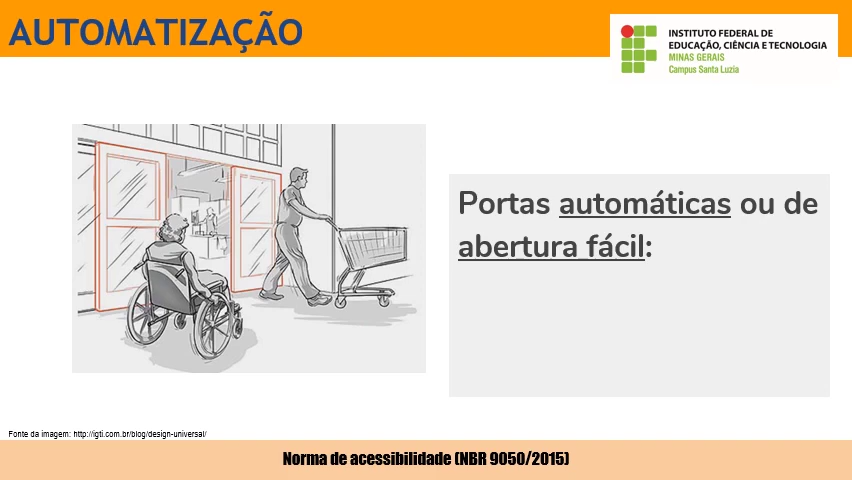 AUTOMATIZAÇÃO
INSTITUTO FEDERAL DE
EDUCAÇÃO, CIÊNCIA E TECNOLOGIA
MINAS GERAIS
Campus Santa Luzia
Portas automáticas ou de
abertura fácil:
Fonte da imagem: http://igti.com.br/blog/design-universal/
Norma de acessibilidade (NBR 9050/2015)